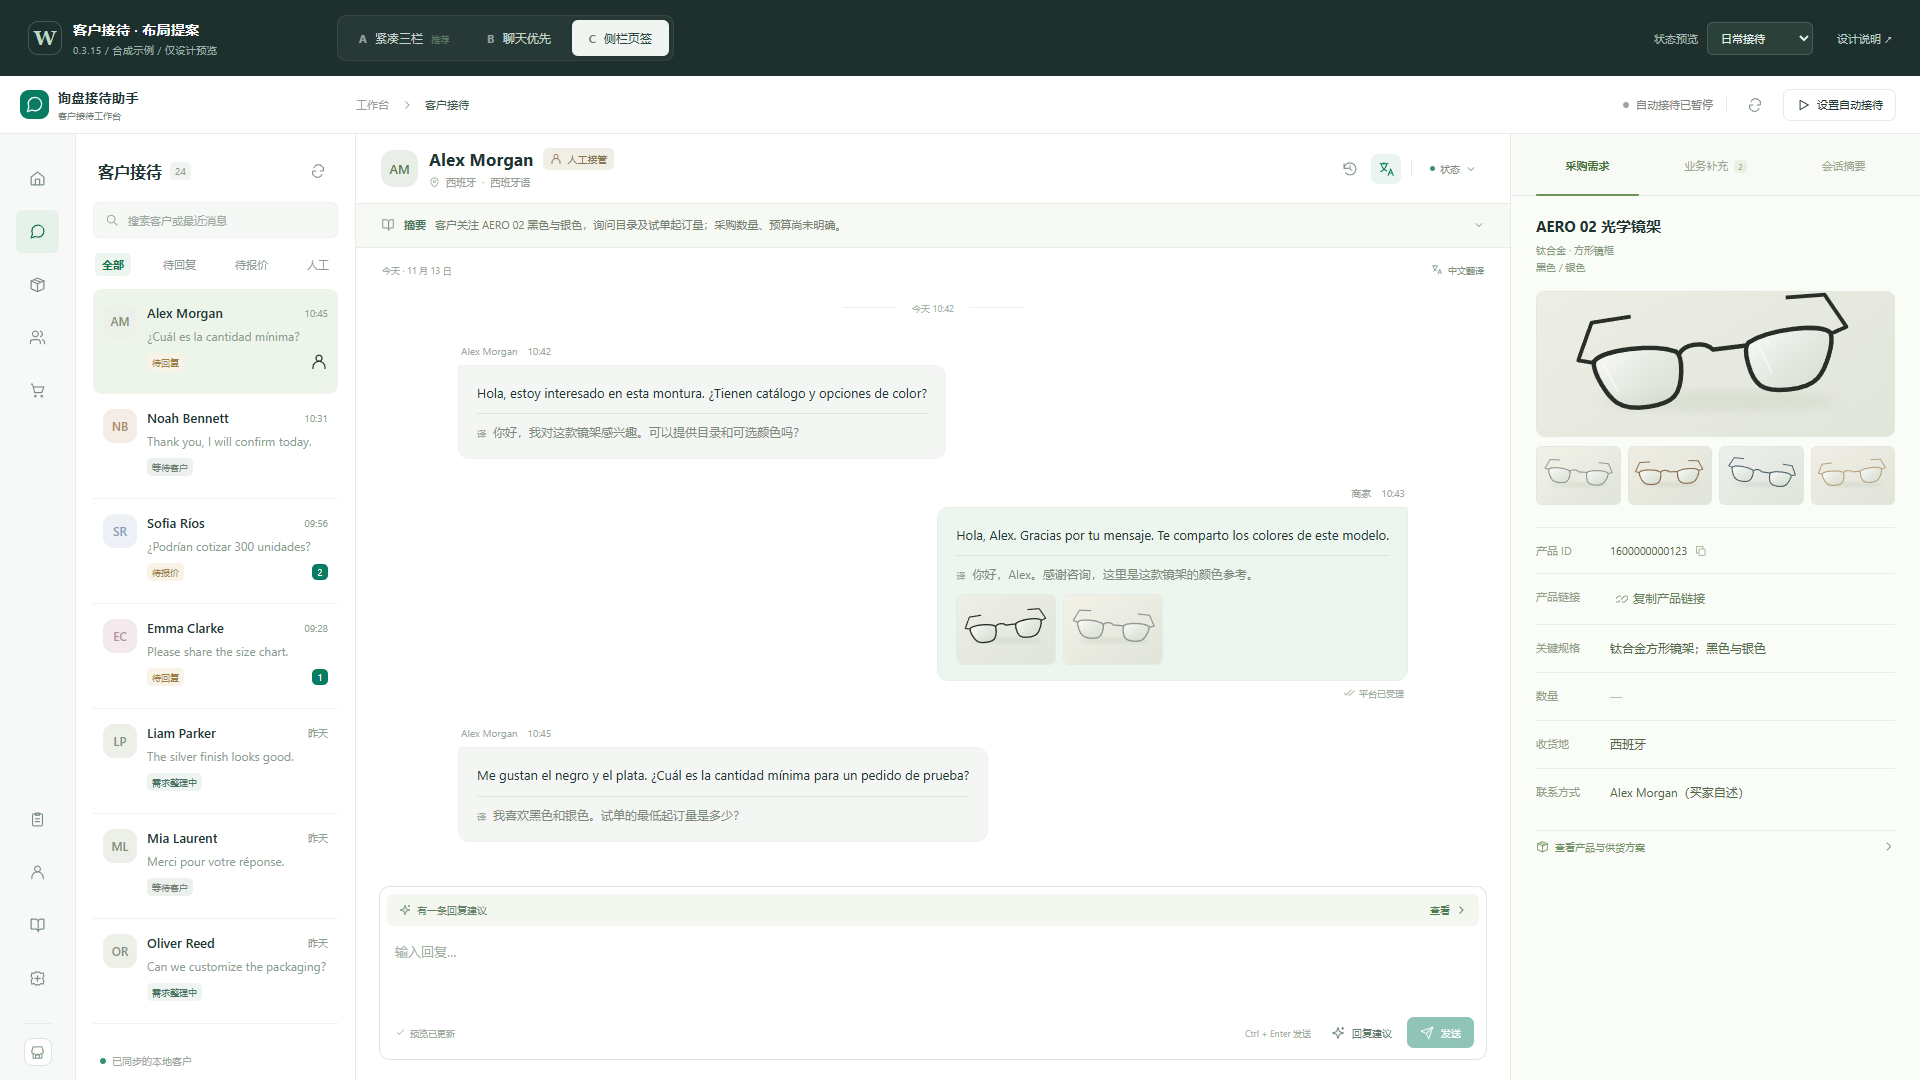 W
客户接待 · 布局提案
0.3.15 / 合成示例 / 仅设计预览
A 紧凑三栏 推荐
B 聊天优先
C 侧栏页签
状态预览
日常接待
设计说明 ↗
询盘接待助手
客户接待工作台
工作台 > 客户接待
自动接待已暂停
设置自动接待
客户接待 24
搜索客户或最近消息
全部 待回复 待报价 人工
AM
Alex Morgan 10:45
¿Cuál es la cantidad mínima?
待回复
NB
Noah Bennett 10:31
Thank you, I will confirm today.
等待客户
SR
Sofia Ríos 09:56
¿Podrían cotizar 300 unidades?
待报价 2
EC
Emma Clarke 09:28
Please share the size chart.
待回复 1
LP
Liam Parker 昨天
The silver finish looks good.
需求整理中
ML
Mia Laurent 昨天
Merci pour votre réponse.
等待客户
OR
Oliver Reed 昨天
Can we customize the packaging?
需求整理中
已同步的本地客户
AM
Alex Morgan 人工接管
西班牙 · 西班牙语
状态
摘要 客户关注 AERO 02 黑色与银色，询问目录及试单起订量；采购数量、预算尚未明确。
今天 · 11 月 13 日
中文翻译
今天 10:42
Alex Morgan 10:42
Hola, estoy interesado en esta montura. ¿Tienen catálogo y opciones de color?
译 你好，我对这款镜架感兴趣。可以提供目录和可选颜色吗？
商家 10:43
Hola, Alex. Gracias por tu mensaje. Te comparto los colores de este modelo.
译 你好，Alex。感谢咨询，这里是这款镜架的颜色参考。
平台已受理
Alex Morgan 10:45
Me gustan el negro y el plata. ¿Cuál es la cantidad mínima para un pedido de prueba?
译 我喜欢黑色和银色。试单的最低起订量是多少？
有一条回复建议
查看
输入回复...
预览已更新
Ctrl + Enter 发送
回复建议
发送
采购需求 业务补充 2 会话摘要
AERO 02 光学镜架
钛合金 · 方形镜框
黑色 / 银色
产品 ID 1600000000123
产品链接 复制产品链接
关键规格 钛合金方形镜架；黑色与银色
数量 —
收货地 西班牙
联系方式 Alex Morgan（买家自述）
查看产品与供货方案